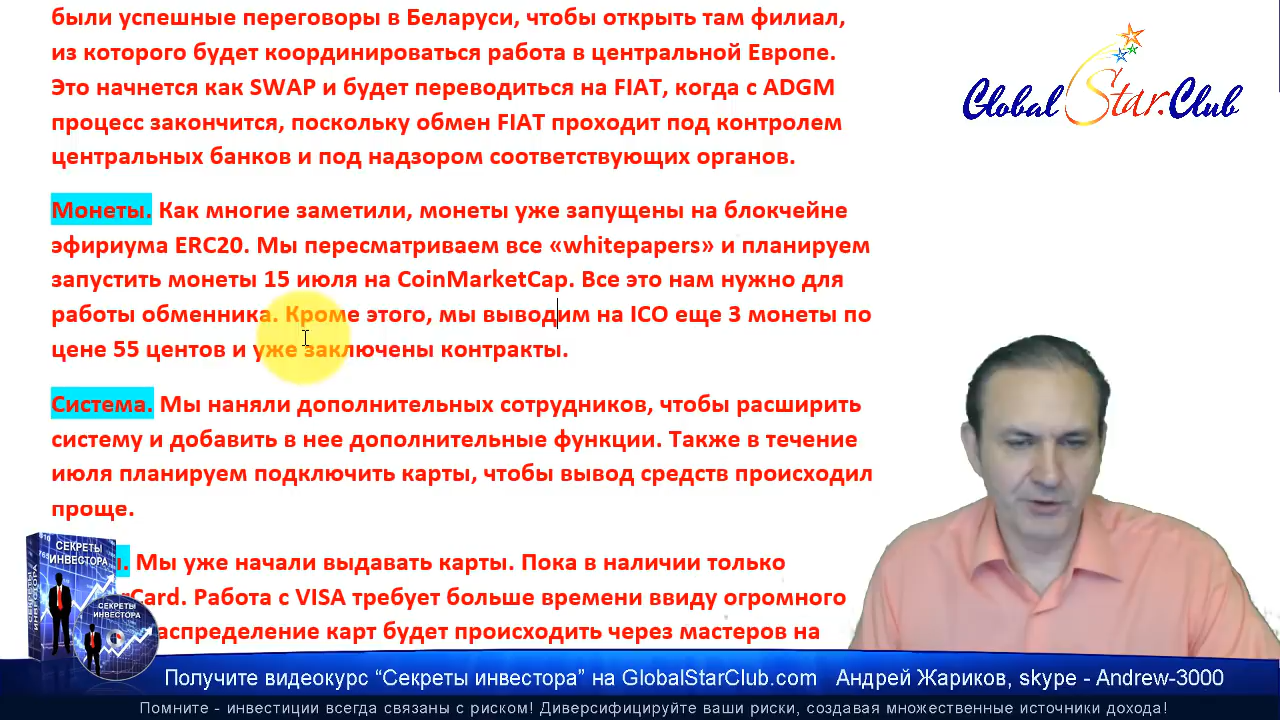 были успешные переговоры в Беларуси, чтобы открыть там филиал,
из которого будет координироваться работа в центральной Европе.
Это начнется как SWAP и будет переводиться на FIAT, когда с ADGM
процесс закончится, поскольку обмен FIAT проходит под контролем
центральных банков и под надзором соответствующих органов.
Global Star.Club
Монеты. Как многие заметили, монеты уже запущены на блокчейне
эфириума ERC20. Мы пересматриваем все «whitepapers» и планируем
запустить монеты 15 июля на CoinMarketCap. Все это нам нужно для
работы обменника. Кроме этого, мы выводим на ICO еще 3 монеты по
цене 55 центов и уже заключены контракты.
Система. Мы наняли дополнительных сотрудников, чтобы расширить
систему и добавить в нее дополнительные функции. Также в течение
июля планируем подключить карты, чтобы вывод средств происходил
проще.
Мы уже начали выдавать карты. Пока в наличии только
Card. Работа с VISA требует больше времени ввиду огромного
аспределение карт будет происходить через мастеров на
СЕКРЕТЫ
ИНВЕСТОРА
СЕКРЕТЫ
ИНВЕСТОРА
Получите видеокурс “Секреты инвестора” на GlobalStarClub.com Андрей Жариков, skype - Andrew-3000
Помните - инвестиции всегда связаны с риском! Диверсифицируйте ваши риски, создавая множественные источники дохода!